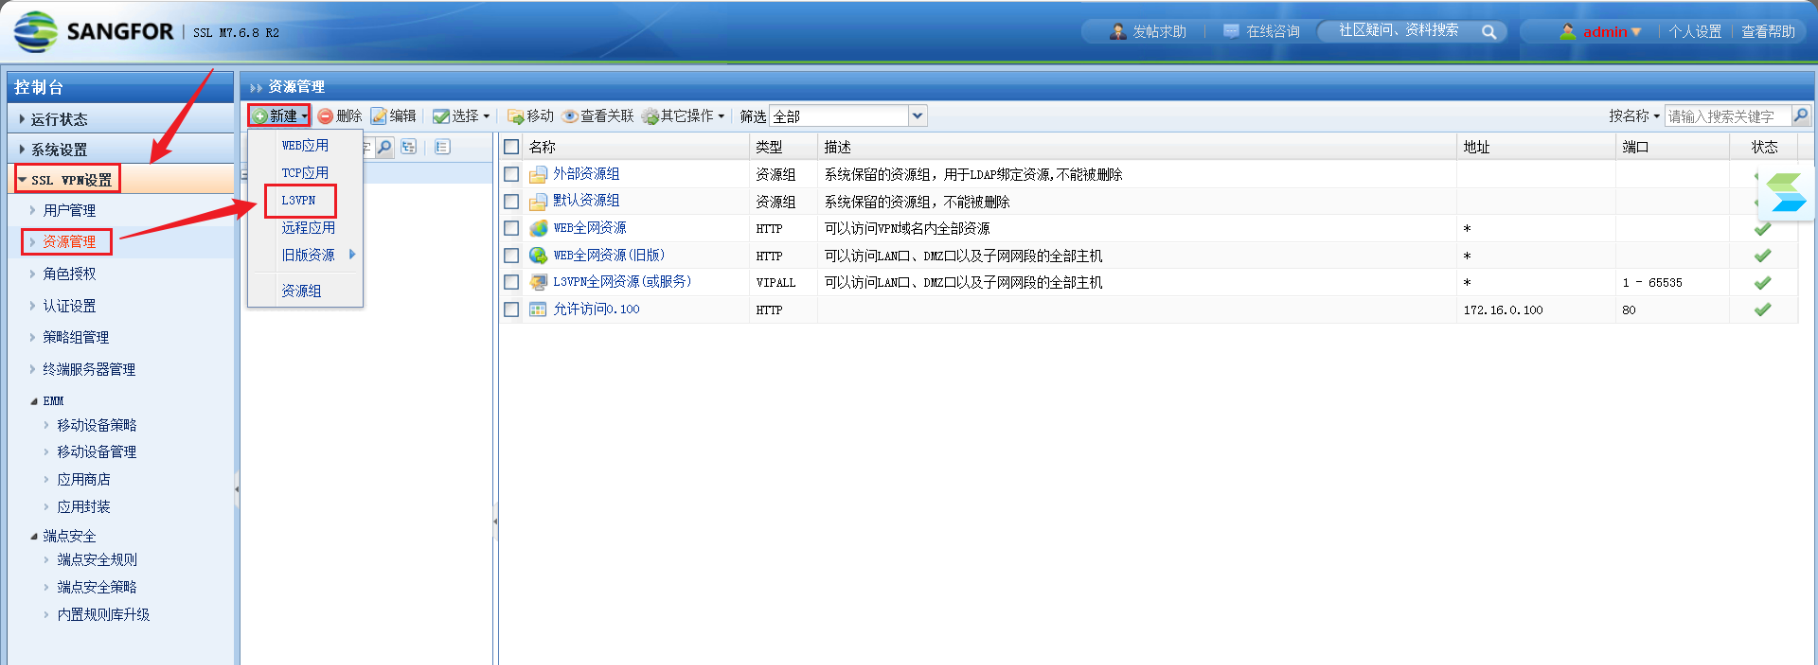 SANGFOR SSL M7.6.8 R2
发帖求助 在线咨询 社区疑问、资料搜索 admin 个人设置 查看帮助
控制台
运行状态
系统设置
SSL VPN设置
用户管理
资源管理
角色授权
认证设置
策略组管理
终端服务器管理
EMM
移动设备策略
移动设备管理
应用商店
应用封装
端点安全
端点安全规则
端点安全策略
内置规则库升级
资源管理
新建 删除 编辑 选择 移动 查看关联 其它操作 筛选 全部 按名称 请输入搜索关键字
WEB应用
TCP应用
L3VPN
远程应用
旧版资源
资源组
名称 类型 描述 地址 端口 状态
外部资源组 资源组 系统保留的资源组，用于LDAP绑定资源,不能被删除
默认资源组 资源组 系统保留的资源组，不能被删除
WEB全网资源 HTTP 可以访问VPN域名内全部资源 *
WEB全网资源(旧版) HTTP 可以访问LAN口、DMZ口以及子网网段的全部主机 *
L3VPN全网资源(或服务) VIPALL 可以访问LAN口、DMZ口以及子网网段的全部主机 * 1 - 65535
允许访问0.100 HTTP 172.16.0.100 80